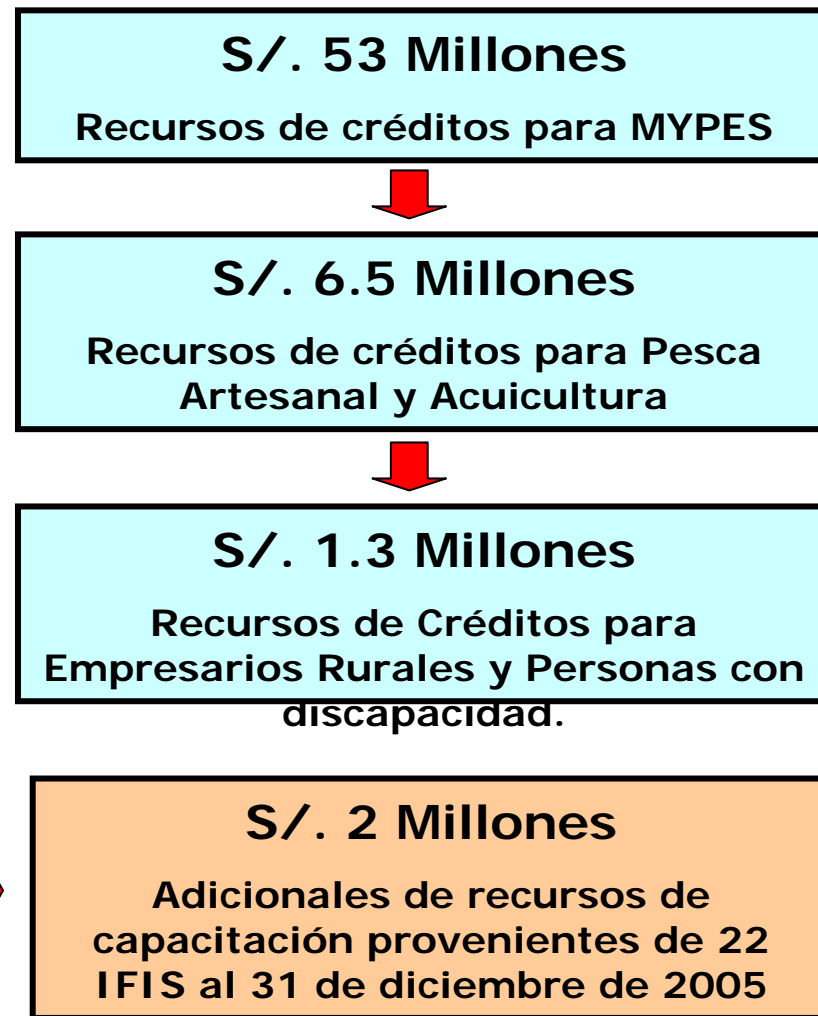 S/. 53 Millones
Recursos de créditos para MYPES
S/. 6.5 Millones
Recursos de créditos para Pesca
Artesanal y Acuicultura
S/. 1.3 Millones
Recursos de Créditos para
Empresarios Rurales y Personas con
discapacidad.
S/. 2 Millones
Adicionales de recursos de
capacitación provenientes de 22
IFIS al 31 de diciembre de 2005